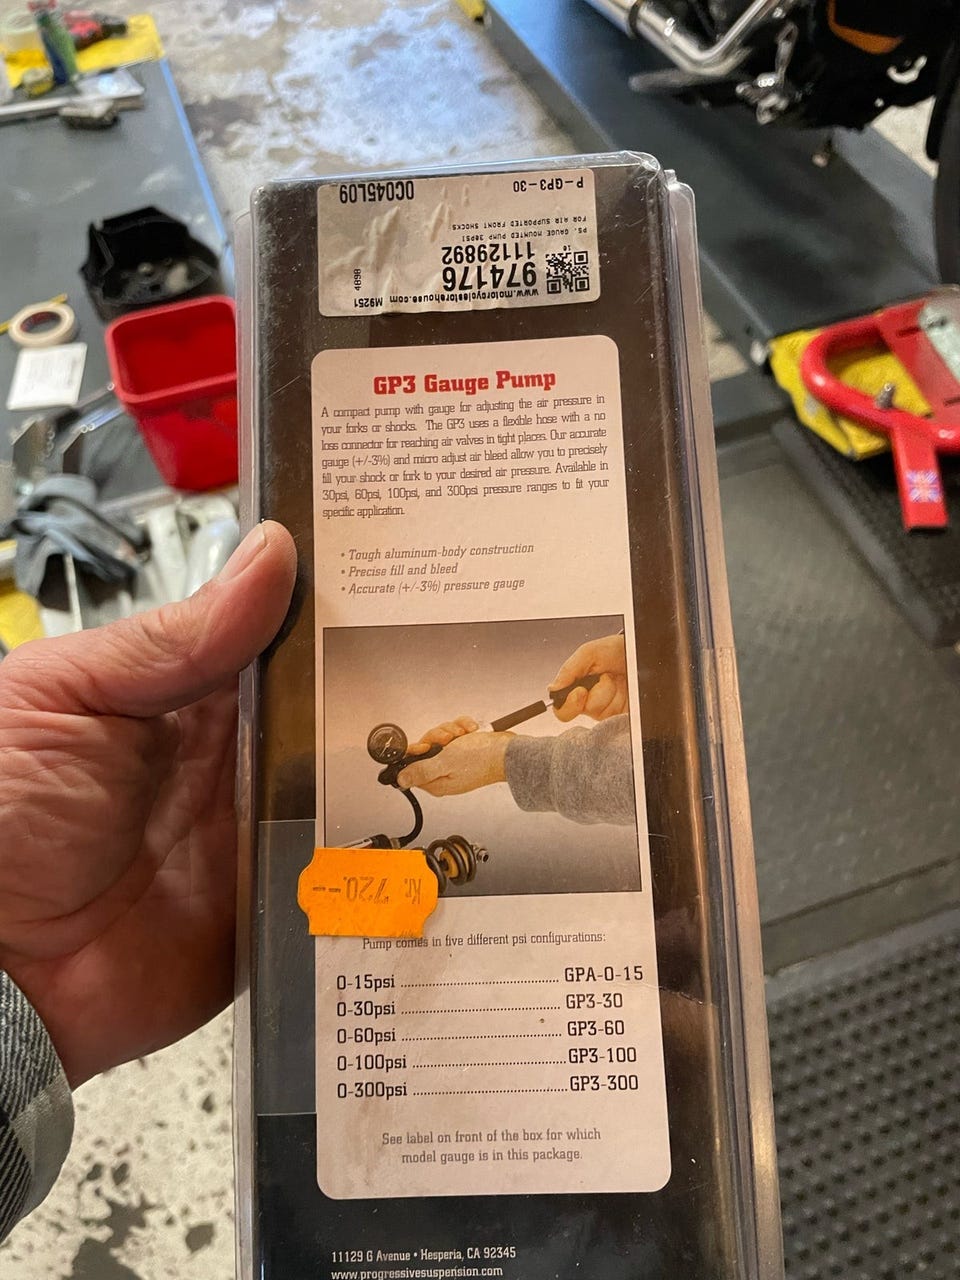 www.motorcyclestorehouse.com M9251
974176
11129892
4898
PS. GAUGE MOUNTED PUMP 30PSI
FOR AIR SUPPORTED FRONT SHOCKS
P-GP3-30
0C045L09
GP3 Gauge Pump
A compact pump with gauge for adjusting the air pressure in
your forks or shocks. The GP3 uses a flexible hose with a no
loss connector for reaching air valves in tight places. Our accurate
gauge (+/-3%) and micro adjust air bleed allow you to precisely
fill your shock or fork to your desired air pressure. Available in
30psi, 60psi, 100psi, and 300psi pressure ranges to fit your
specific application.
• Tough aluminum-body construction
• Precise fill and bleed
• Accurate (+/-3%) pressure gauge
Kr. 720.--
Pump comes in five different psi configurations:
0-15psi ........................................ GPA-0-15
0-30psi ........................................ GP3-30
0-60psi ........................................ GP3-60
0-100psi ...................................... GP3-100
0-300psi ...................................... GP3-300
See label on front of the box for which
model gauge is in this package.
11129 G Avenue • Hesperia, CA 92345
www.progressivesuspension.com